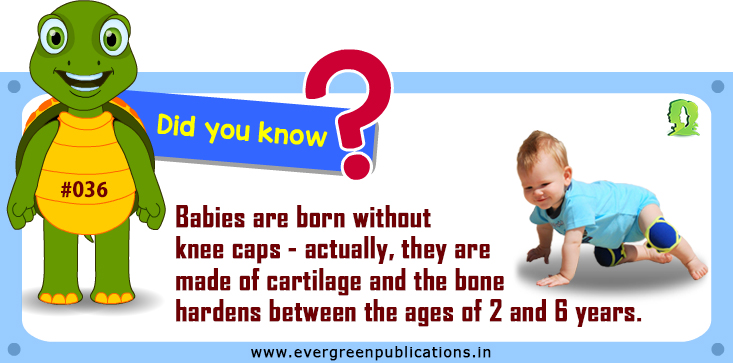 Did you know
?
#036
Babies are born without
knee caps - actually, they are
made of cartilage and the bone
hardens between the ages of 2 and 6 years.
www.evergreenpublications.in